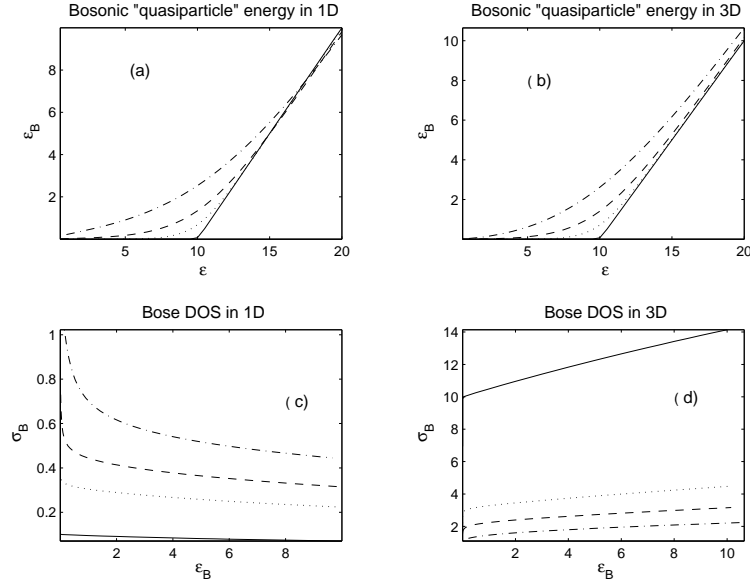 Bosonic "quasiparticle" energy in 1D
(a)
ε_B
8
6
4
2
5
10
15
20
ε
Bosonic "quasiparticle" energy in 3D
( b)
ε_B
10
8
6
4
2
5
10
15
20
ε
Bose DOS in 1D
( c)
σ_B
1
0.8
0.6
0.4
0.2
2
4
6
8
ε_B
Bose DOS in 3D
( d)
σ_B
14
12
10
8
6
4
2
2
4
6
8
10
ε_B